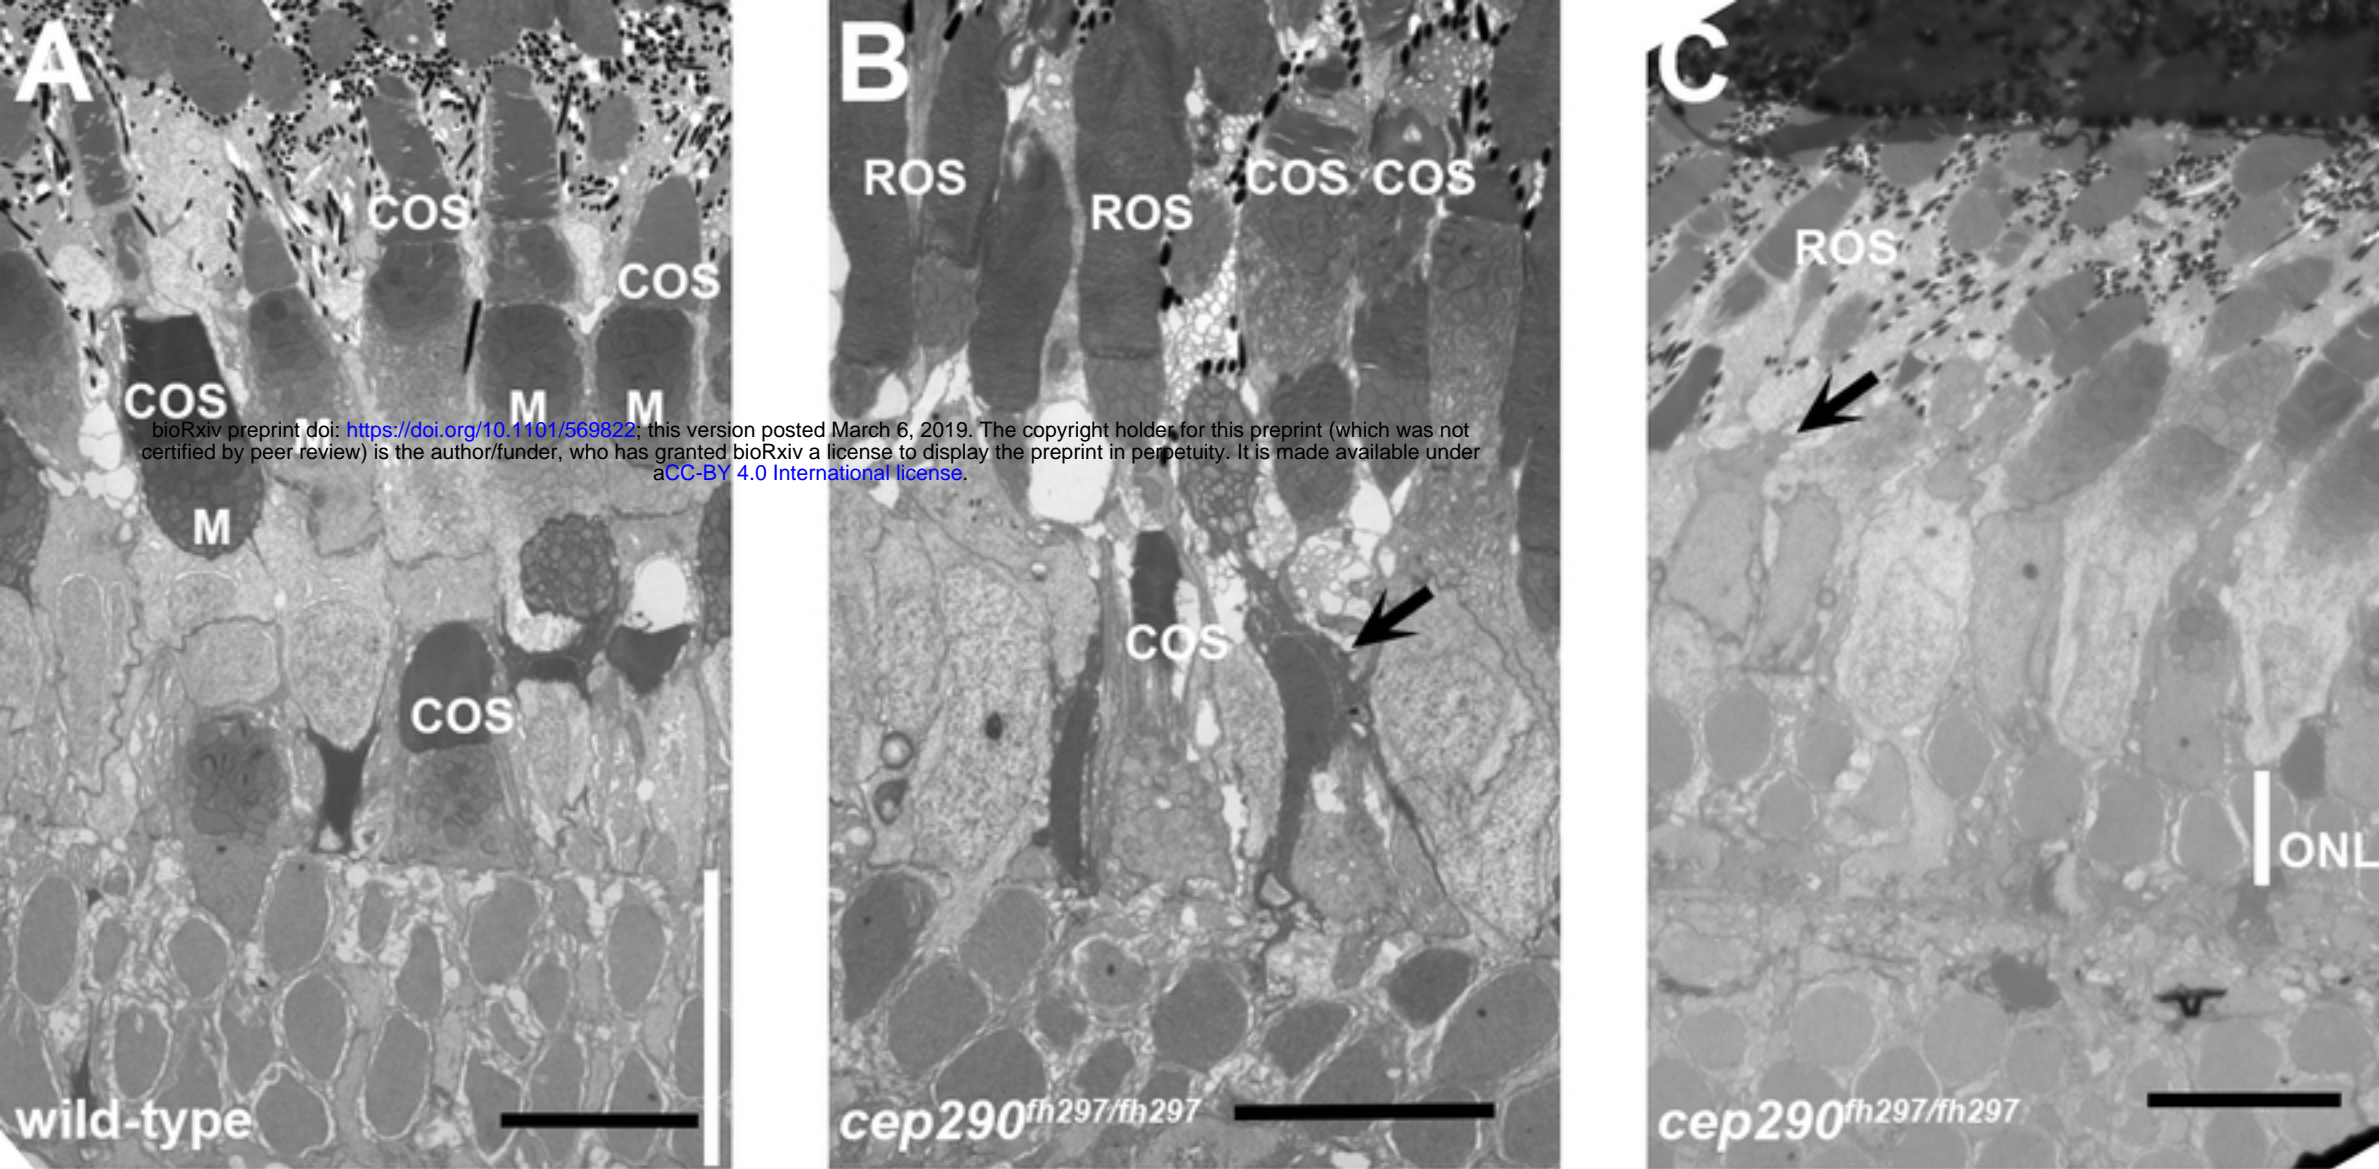 A
B
C
COS
COS
COS
M
M
M
M
COS
wild-type
ROS
ROS
COS
COS
COS
cep290fh297/fh297
ROS
ONL
cep290fh297/fh297
bioRxiv preprint doi: https://doi.org/10.1101/569822; this version posted March 6, 2019. The copyright holder for this preprint (which was not
certified by peer review) is the author/funder, who has granted bioRxiv a license to display the preprint in perpetuity. It is made available under
aCC-BY 4.0 International license.